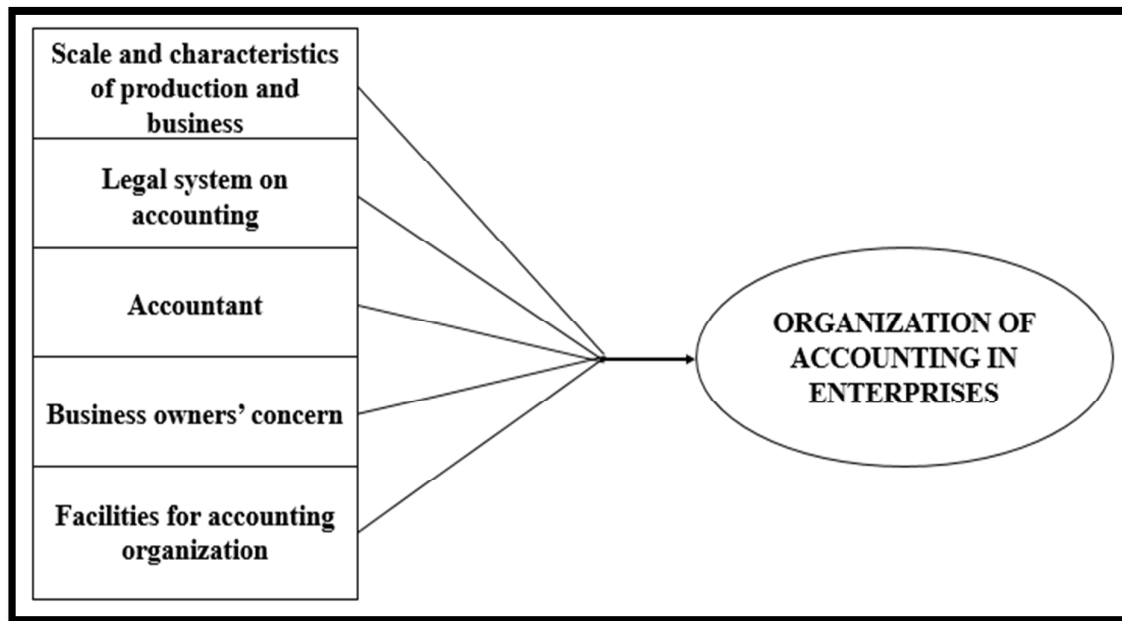 Scale and characteristics
of production and
business
Legal system on
accounting
Accountant
Business owners’ concern
Facilities for accounting
organization
ORGANIZATION OF
ACCOUNTING IN
ENTERPRISES